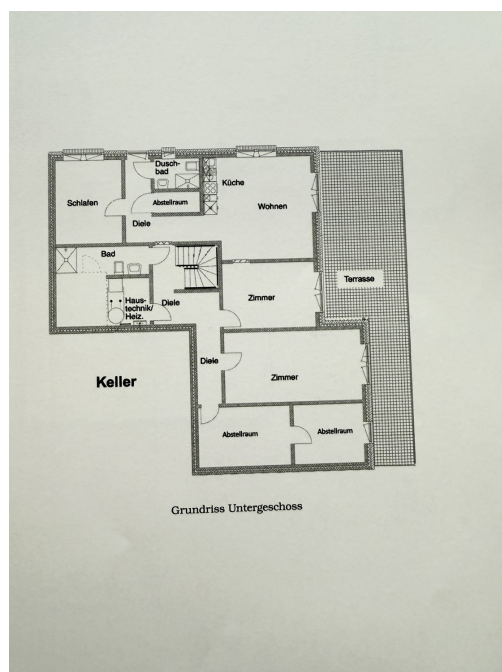 Dusch-
bad
Küche
Schlafen
Abstellraum
Wohnen
Diele
Bad
Terrasse
Zimmer
Haus-
technik/
Heiz.
Diele
Diele
Zimmer
Keller
Abstellraum
Abstellraum
Grundriss Untergeschoss